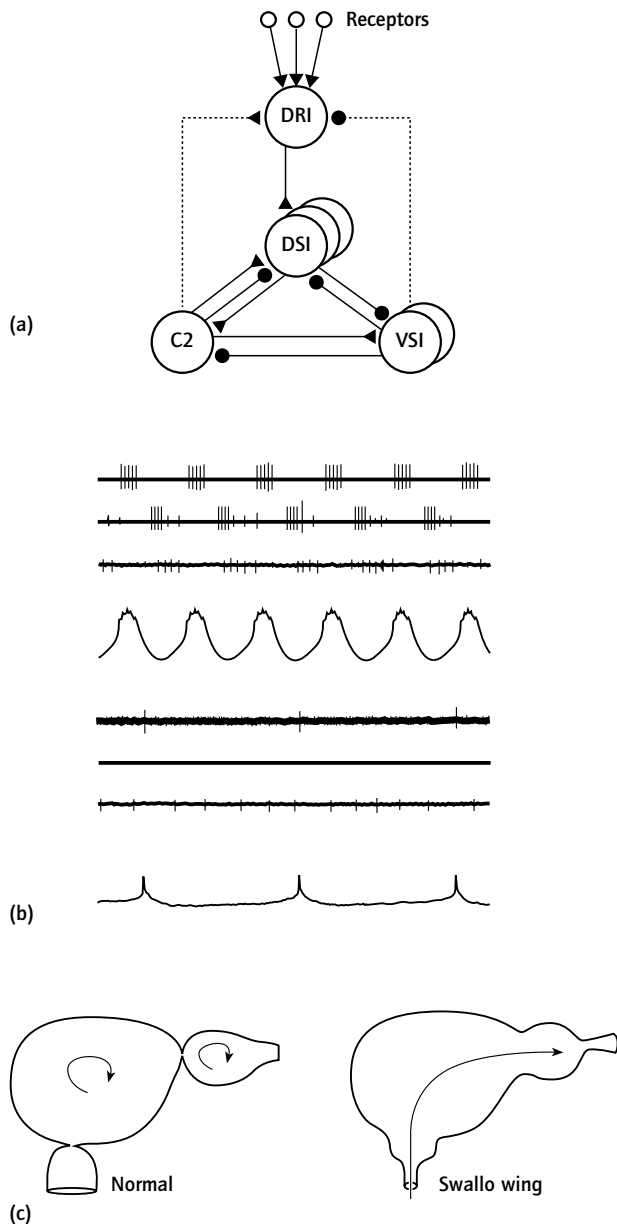 Receptors
DRI
DSI
(a)
C2
VSI
(b)
Normal
Swallo wing
(c)